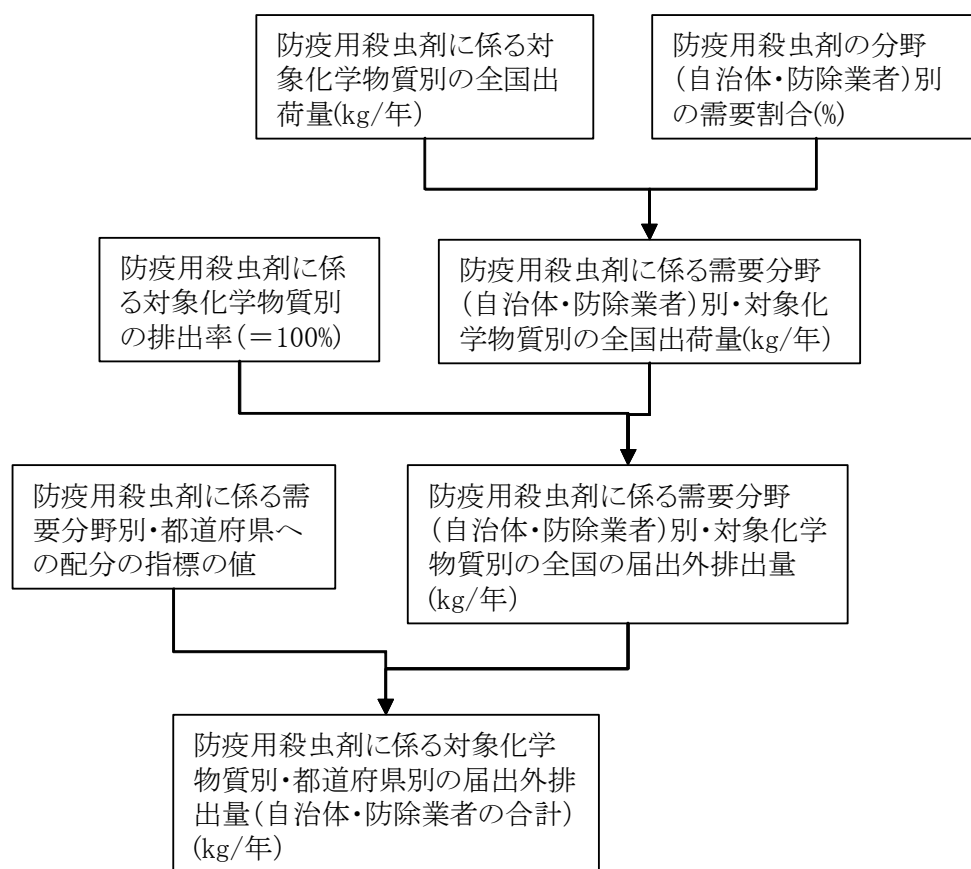 防疫用殺虫剤に係る対
象化学物質別の全国出
荷量(kg/年)
防疫用殺虫剤の分野
(自治体・防除業者)別
の需要割合(%)
防疫用殺虫剤に係
る対象化学物質別
の排出率(=100%)
防疫用殺虫剤に係る需要分野
(自治体・防除業者)別・対象化
学物質別の全国出荷量(kg/年)
防疫用殺虫剤に係る需
要分野別・都道府県へ
の配分の指標の値
防疫用殺虫剤に係る需要分野
(自治体・防除業者)別・対象化学
物質別の全国の届出外排出量
(kg/年)
防疫用殺虫剤に係る対象化学
物質別・都道府県別の届出外排
出量(自治体・防除業者の合計)
(kg/年)